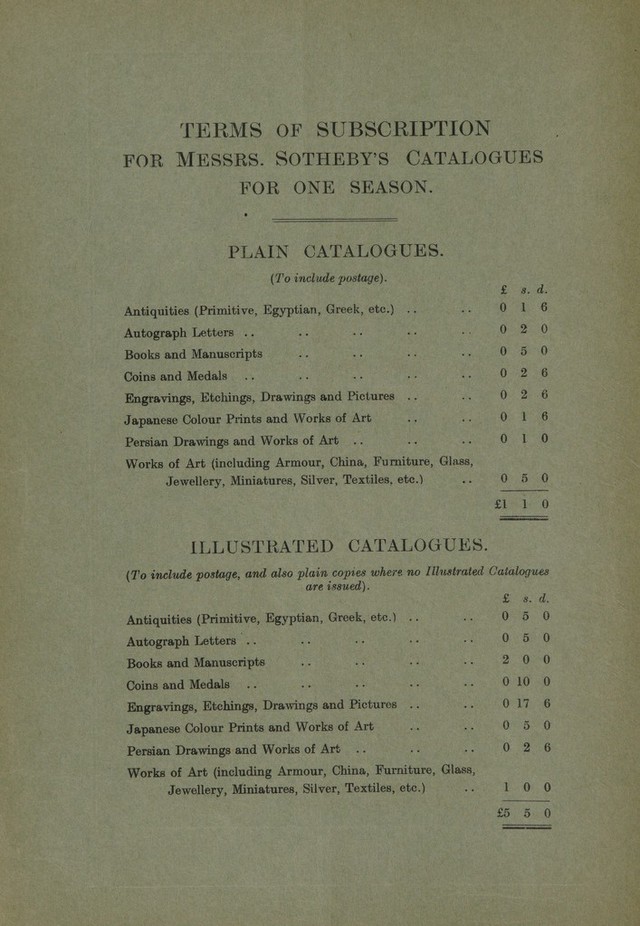 TERMS OF SUBSCRIPTION
FOR MESSRS. SOTHEBY'S CATALOGUES
FOR ONE SEASON.
PLAIN CATALOGUES.
(To include postage).
£ s. d.
Antiquities (Primitive, Egyptian, Greek, etc.) .. .. 0 1 6
Autograph Letters .. .. .. .. .. 0 2 0
Books and Manuscripts .. .. .. .. 0 5 0
Coins and Medals .. .. .. .. .. 0 2 6
Engravings, Etchings, Drawings and Pictures .. .. 0 2 6
Japanese Colour Prints and Works of Art .. .. 0 1 6
Persian Drawings and Works of Art .. .. .. 0 1 0
Works of Art (including Armour, China, Furniture, Glass,
Jewellery, Miniatures, Silver, Textiles, etc.) .. 0 5 0
£1 1 0
ILLUSTRATED CATALOGUES.
(To include postage, and also plain copies where no Illustrated Catalogues
are issued).
£ s. d.
Antiquities (Primitive, Egyptian, Greek, etc.) .. .. 0 5 0
Autograph Letters .. .. .. .. .. 0 5 0
Books and Manuscripts .. .. .. .. 2 0 0
Coins and Medals .. .. .. .. .. 0 10 0
Engravings, Etchings, Drawings and Pictures .. .. 0 17 6
Japanese Colour Prints and Works of Art .. .. 0 5 0
Persian Drawings and Works of Art .. .. .. 0 2 6
Works of Art (including Armour, China, Furniture, Glass,
Jewellery, Miniatures, Silver, Textiles, etc.) .. 1 0 0
£5 5 0